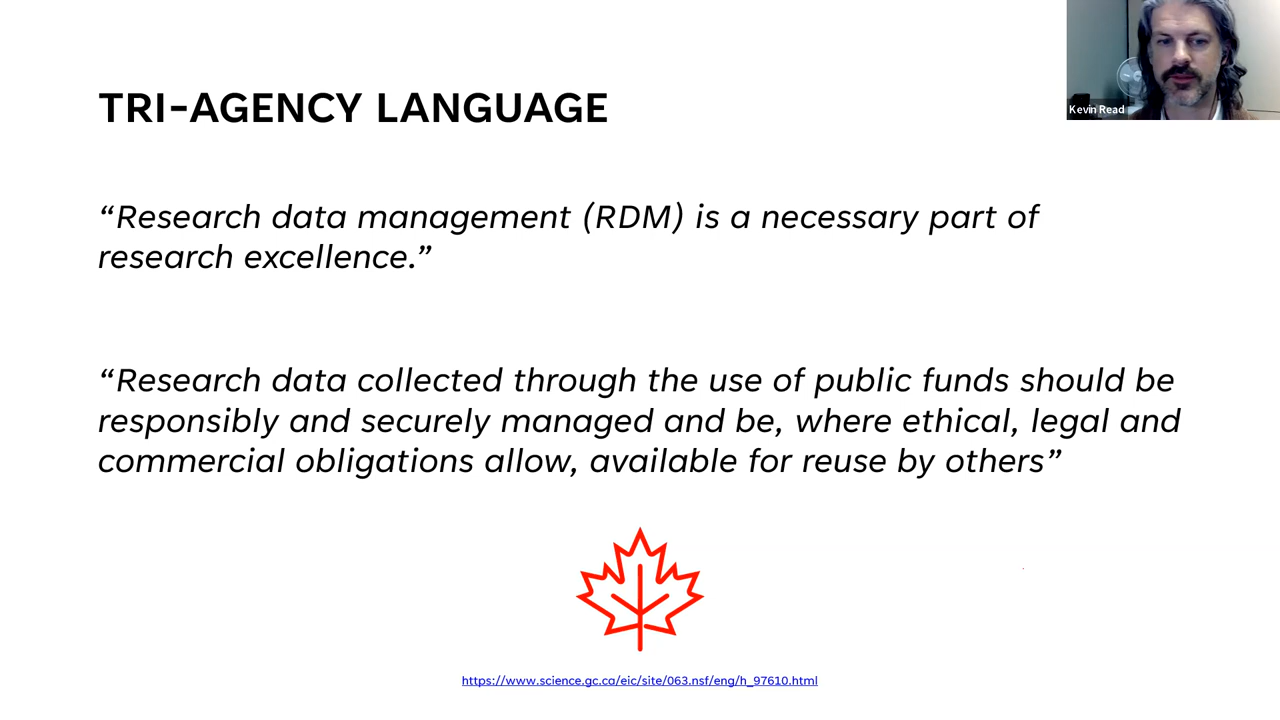 TRI-AGENCY LANGUAGE
Kevin Read
“Research data management (RDM) is a necessary part of
research excellence.”
“Research data collected through the use of public funds should be
responsibly and securely managed and be, where ethical, legal and
commercial obligations allow, available for reuse by others”
https://www.science.gc.ca/eic/site/063.nsf/eng/h_97610.html